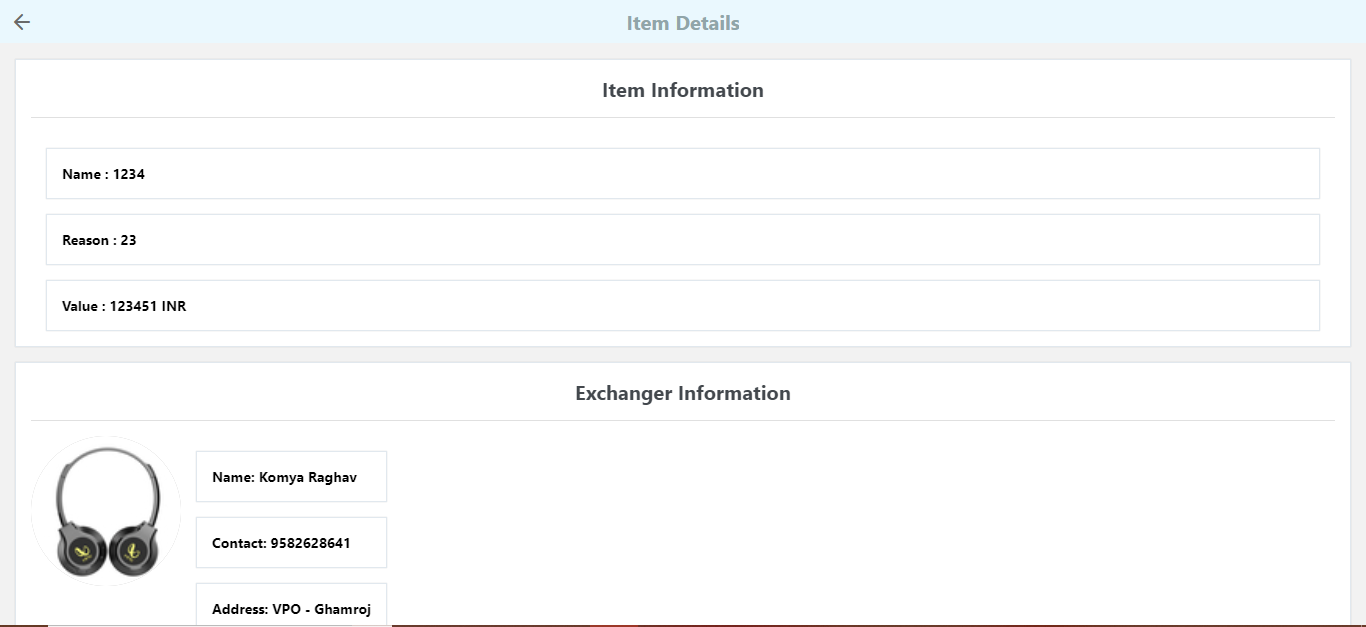 Item Details
Item Information
Name : 1234
Reason : 23
Value : 123451 INR
Exchanger Information
Name: Komya Raghav
Contact: 9582628641
Address: VPO - Ghamroj